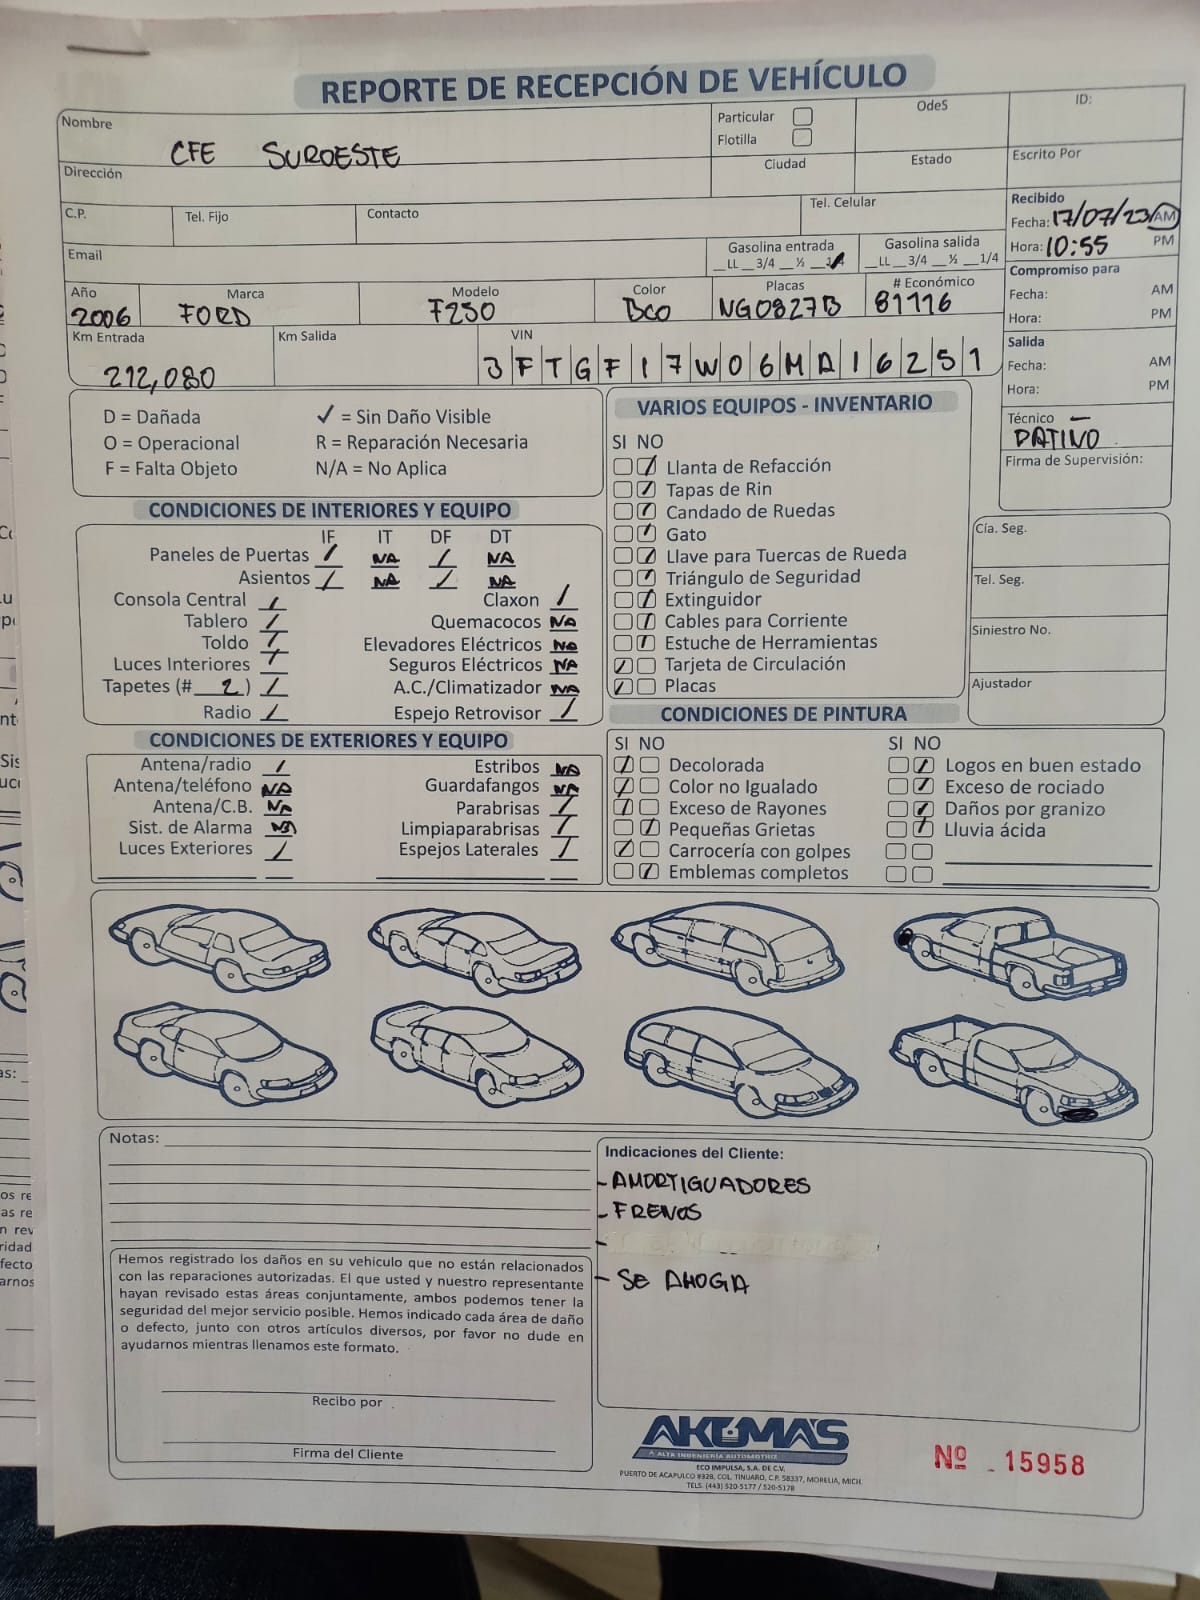 REPORTE DE RECEPCIÓN DE VEHÍCULO
Nombre
CFE SUROESTE
Particular
Flotilla
OdeS
ID:
Dirección
Ciudad
Estado
Escrito Por
C.P.
Tel. Fijo
Contacto
Tel. Celular
Recibido
Fecha: 17/07/23 AM
Hora: 10:55 PM
Email
Gasolina entrada
__LL __3/4 __½ __1/4
Gasolina salida
__LL __3/4 __½ __1/4
Compromiso para
Fecha: AM
Hora: PM
Año
2006
Marca
FORD
Modelo
F250
Color
Bco
Placas
NG0827B
# Económico
81116
Km Entrada
212,080
Km Salida
VIN
3FTGF17W06MA16251
Salida
Fecha: AM
Hora: PM
Técnico
PATIÑO
Firma de Supervisión:
D = Dañada
✓ = Sin Daño Visible
O = Operacional
R = Reparación Necesaria
F = Falta Objeto
N/A = No Aplica
CONDICIONES DE INTERIORES Y EQUIPO
IF IT DF DT
Paneles de Puertas / NA / NA
Asientos / NA / NA
Consola Central /
Claxon /
Tablero /
Quemacocos NA
Toldo /
Elevadores Eléctricos NA
Luces Interiores /
Seguros Eléctricos NA
Tapetes (# 2 ) /
A.C./Climatizador NA
Radio /
Espejo Retrovisor /
CONDICIONES DE EXTERIORES Y EQUIPO
Antena/radio /
Estribos NA
Antena/teléfono NA
Guardafangos NA
Antena/C.B. NA
Parabrisas /
Sist. de Alarma NA
Limpiaparabrisas /
Luces Exteriores /
Espejos Laterales /
VARIOS EQUIPOS - INVENTARIO
SI NO
Llanta de Refacción
Tapas de Rin
Candado de Ruedas
Gato
Llave para Tuercas de Rueda
Triángulo de Seguridad
Extinguidor
Cables para Corriente
Estuche de Herramientas
Tarjeta de Circulación
Placas
Cía. Seg.
Tel. Seg.
Siniestro No.
Ajustador
CONDICIONES DE PINTURA
SI NO
Decolorada
Color no Igualado
Exceso de Rayones
Pequeñas Grietas
Carrocería con golpes
Emblemas completos
SI NO
Logos en buen estado
Exceso de rociado
Daños por granizo
Lluvia ácida
Notas:
Hemos registrado los daños en su vehiculo que no están relacionados
con las reparaciones autorizadas. El que usted y nuestro representante
hayan revisado estas áreas conjuntamente, ambos podemos tener la
seguridad del mejor servicio posible. Hemos indicado cada área de daño
o defecto, junto con otros artículos diversos, por favor no dude en
ayudarnos mientras llenamos este formato.
Recibo por
Firma del Cliente
Indicaciones del Cliente:
- AMORTIGUADORES
- FRENOS
-
- SE AHOGA
AKUMAS
A ALTA INGENIERÍA AUTOMOTRIZ
ECO IMPULSA, S.A. DE C.V.
PUERTO DE ACAPULCO #328, COL. TINIJARO, C.P. 58337, MORELIA, MICH.
TELS. (443) 520-5177 / 520-5178
Nº 15958